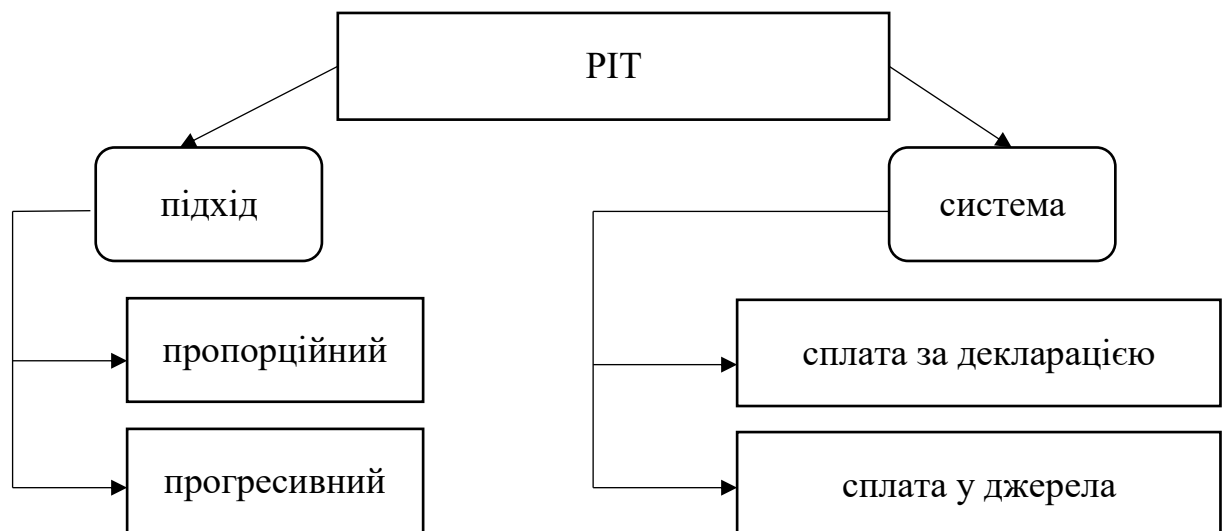 PIT
підхід
система
пропорційний
сплата за декларацією
прогресивний
сплата у джерела